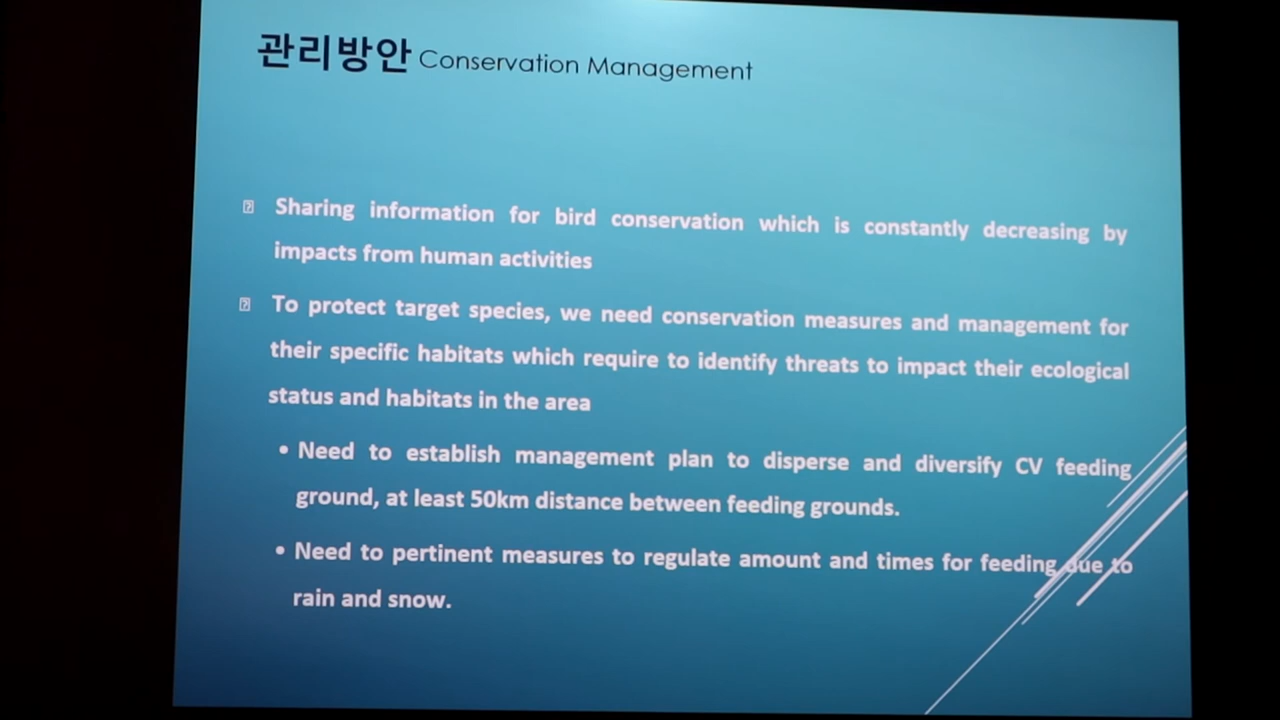 관리방안 Conservation Management
Sharing information for bird conservation which is constantly decreasing by
impacts from human activities
To protect target species, we need conservation measures and management for
their specific habitats which require to identify threats to impact their ecological
status and habitats in the area
• Need to establish management plan to disperse and diversify CV feeding
ground, at least 50km distance between feeding grounds.
• Need to pertinent measures to regulate amount and times for feeding due to
rain and snow.